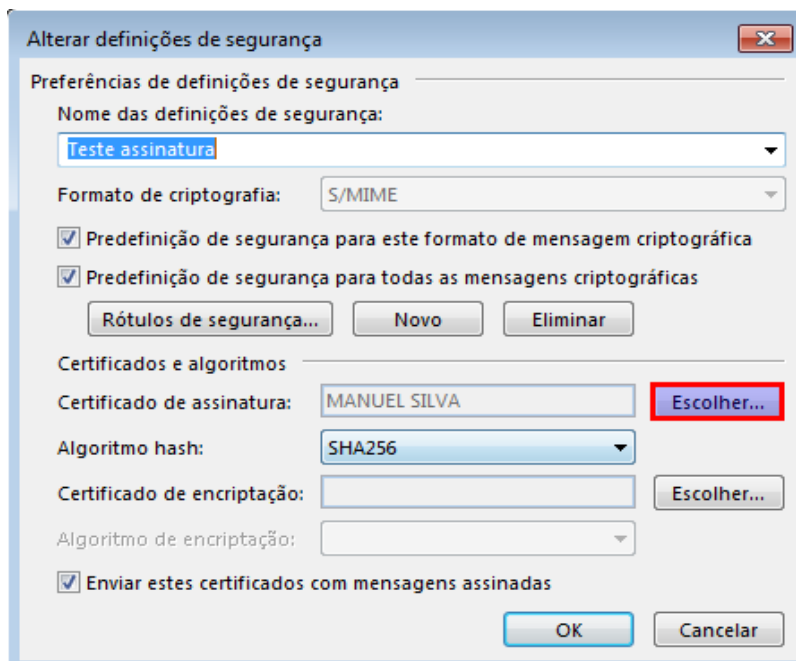 Alterar definições de segurança
Preferências de definições de segurança
Nome das definições de segurança:
Teste assinatura
Formato de criptografia: S/MIME
Predefinição de segurança para este formato de mensagem criptográfica
Predefinição de segurança para todas as mensagens criptográficas
Rótulos de segurança... Novo Eliminar
Certificados e algoritmos
Certificado de assinatura: MANUEL SILVA Escolher...
Algoritmo hash: SHA256
Certificado de encriptação: Escolher...
Algoritmo de encriptação:
Enviar estes certificados com mensagens assinadas
OK Cancelar